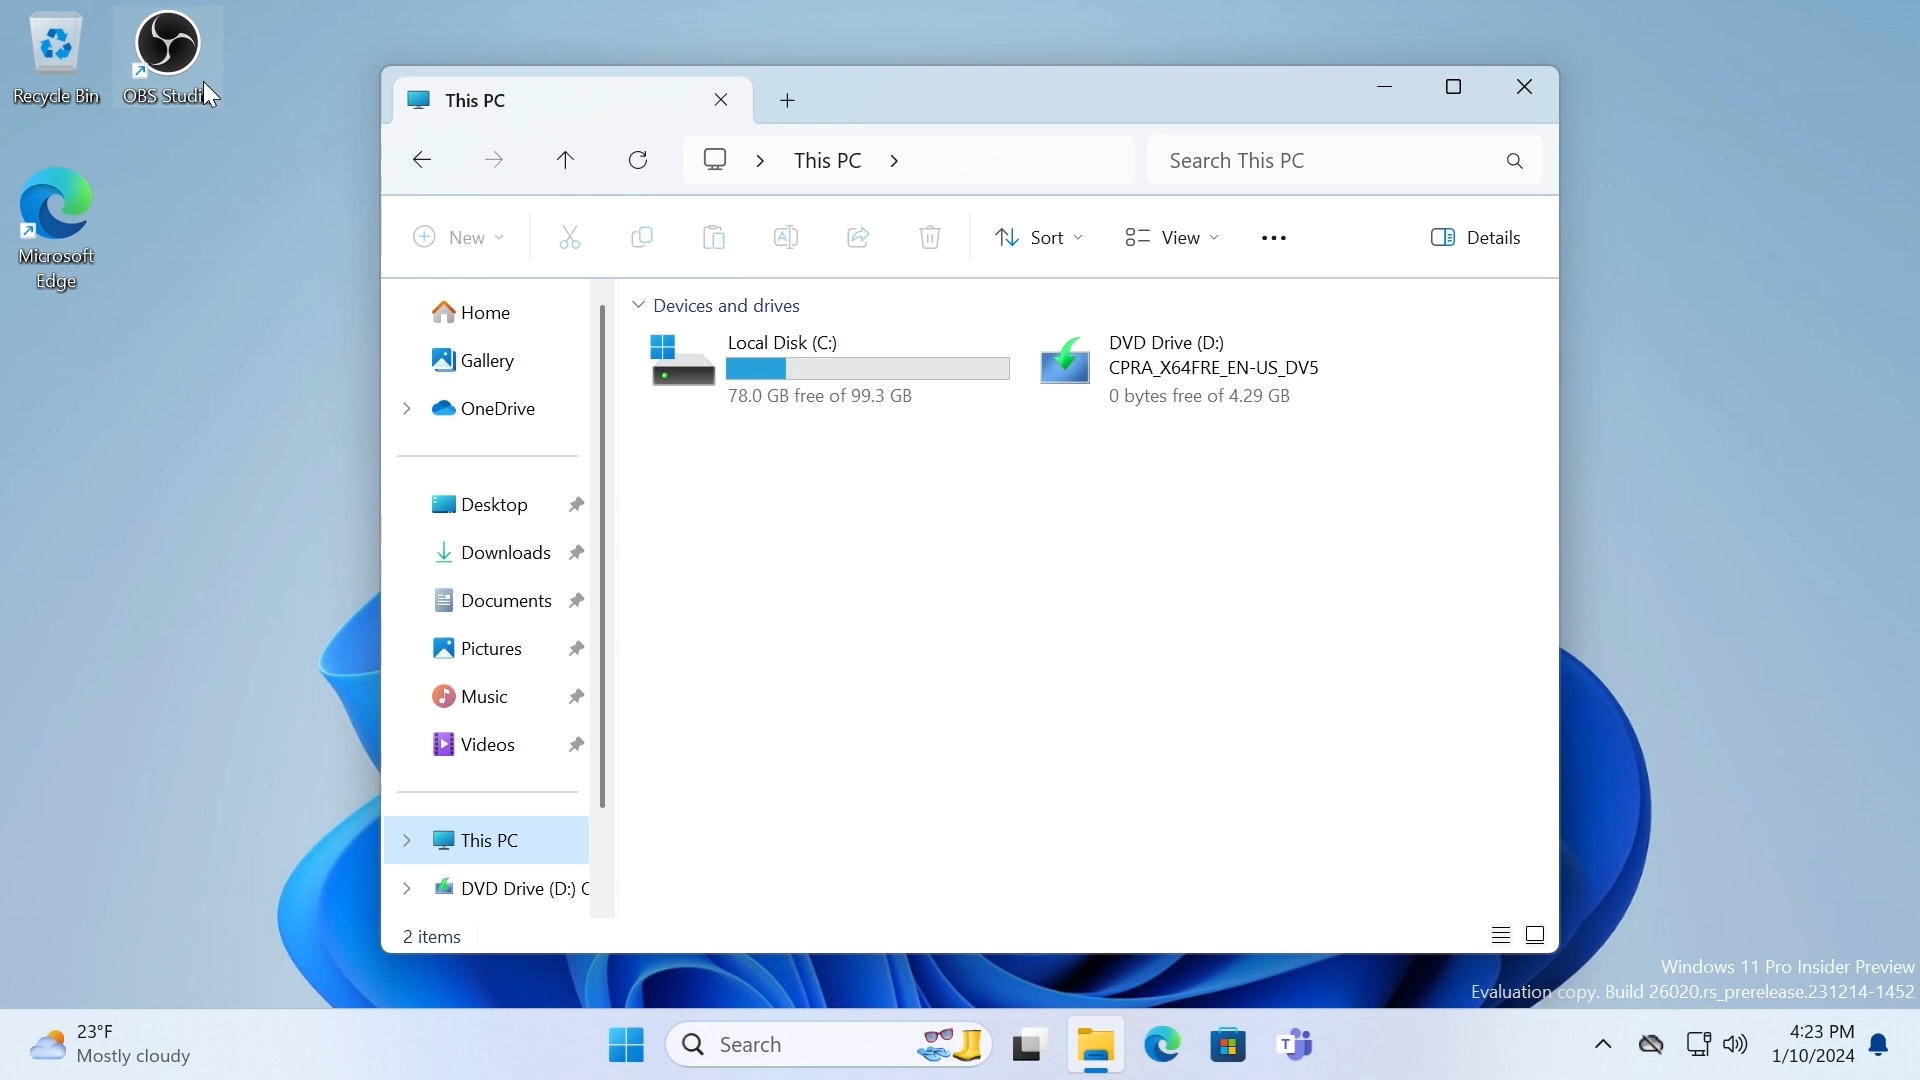 Recycle Bin
OBS Studi
Microsoft
Edge
This PC
This PC
Search This PC
New
Sort
View
Details
Home
Gallery
OneDrive
Desktop
Downloads
Documents
Pictures
Music
Videos
This PC
DVD Drive (D:) C
Devices and drives
Local Disk (C:)
78.0 GB free of 99.3 GB
DVD Drive (D:)
CPRA_X64FRE_EN-US_DV5
0 bytes free of 4.29 GB
2 items
Windows 11 Pro Insider Preview
Evaluation copy. Build 26020.rs_prerelease.231214-1452
23°F
Mostly cloudy
Search
4:23 PM
1/10/2024